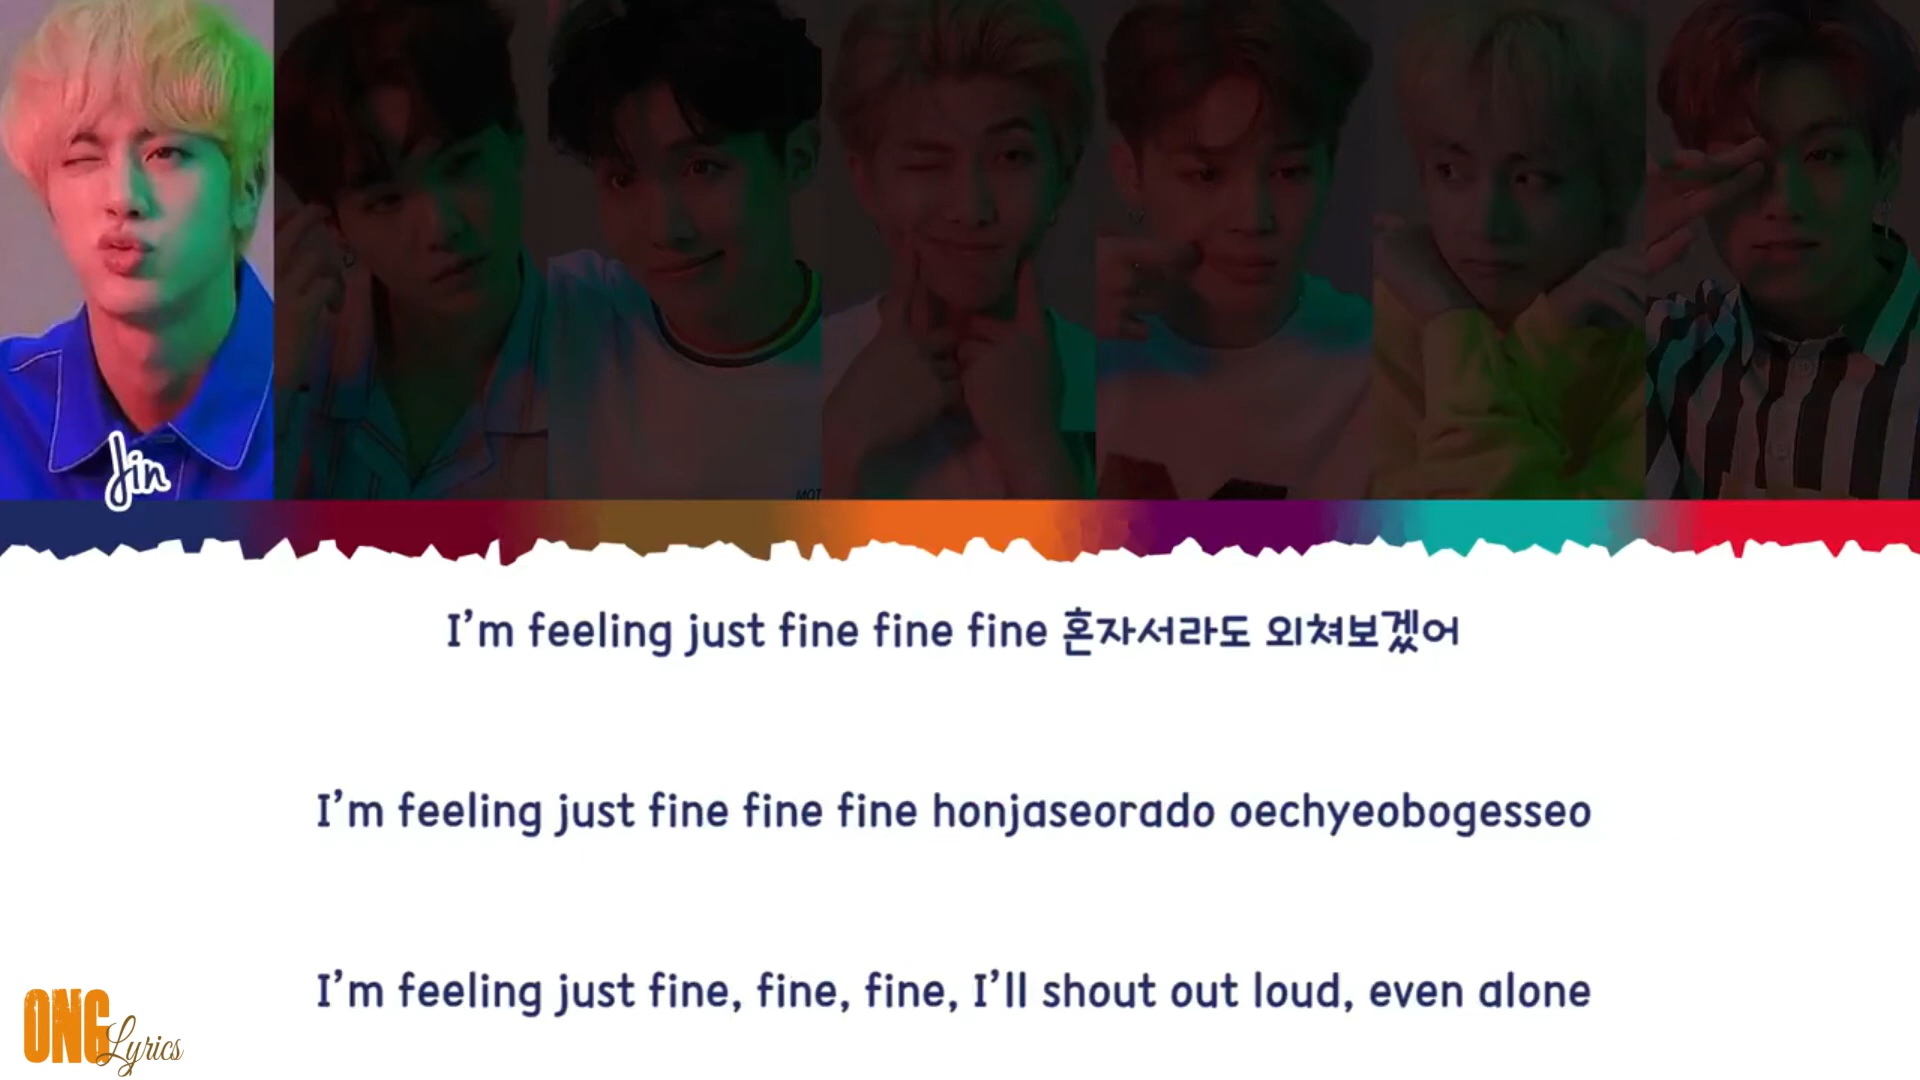 Jin
MOT
I'm feeling just fine fine fine 혼자서라도 외쳐보겠어
I'm feeling just fine fine fine honjaseorado oechyeobogesseo
I'm feeling just fine, fine, fine, I'll shout out loud, even alone
ONG Lyrics